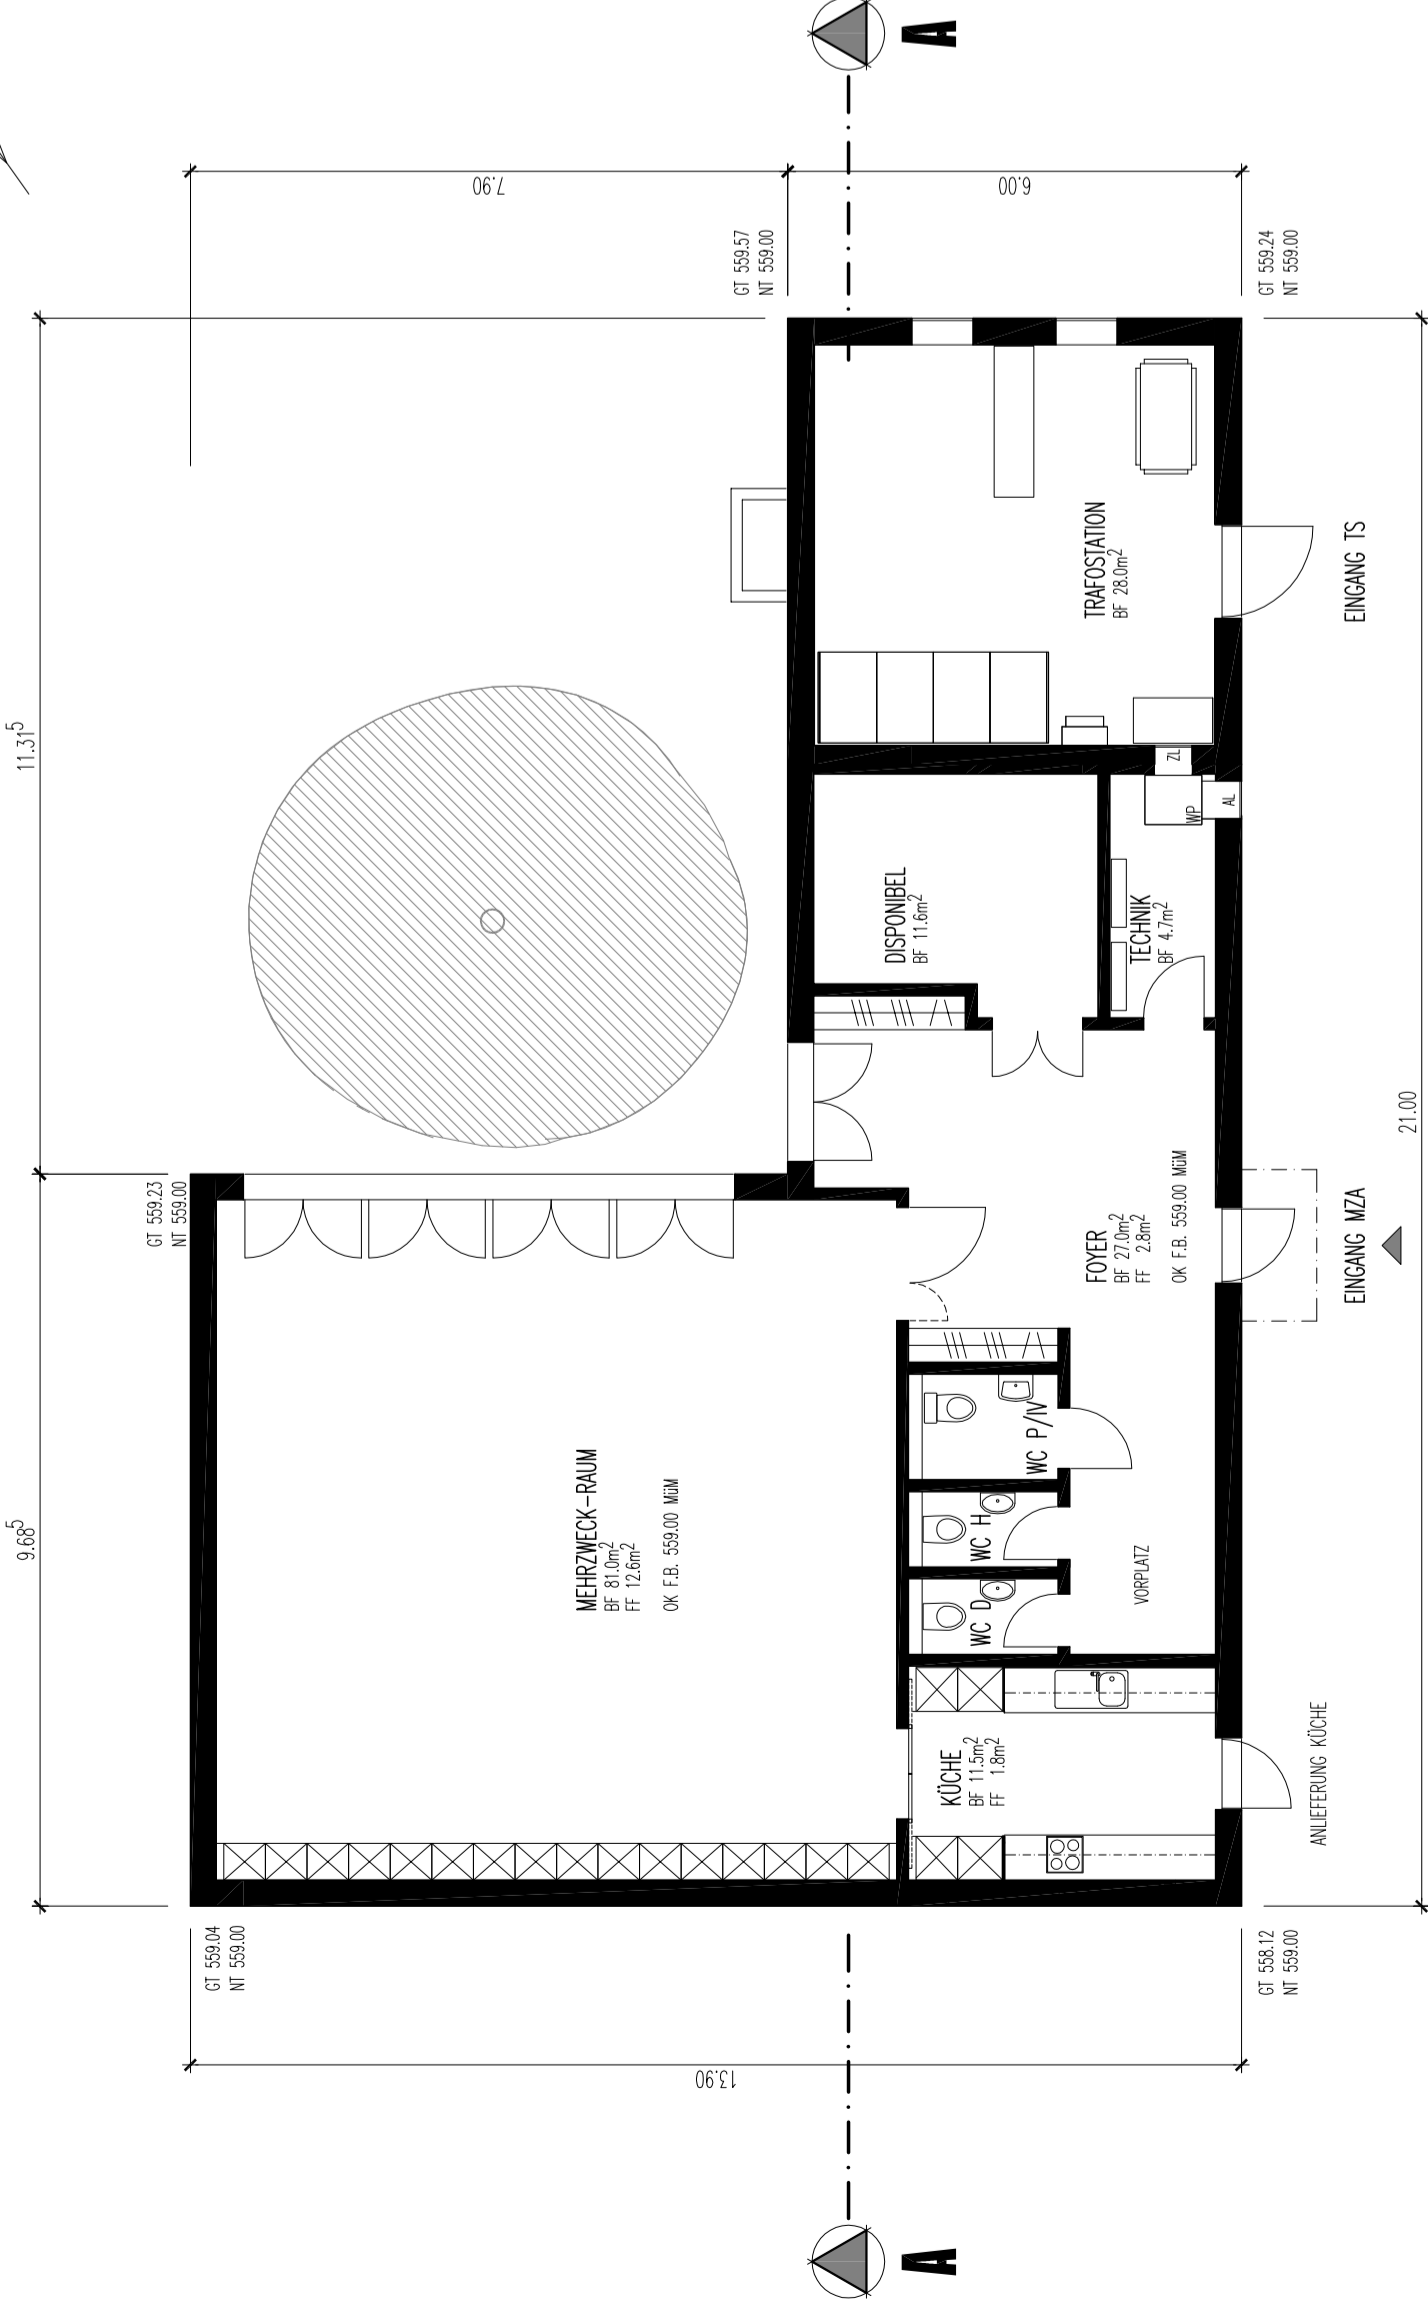 A
7.90
6.00
GT 559.57
NT 559.00
GT 559.24
NT 559.00
11.31⁵
9.68⁵
21.00
13.90
TRAFOSTATION
BF 28.0m²
EINGANG TS
ZL
WP
AL
DISPONIBEL
BF 11.6m²
TECHNIK
BF 4.7m²
GT 559.23
NT 559.00
FOYER
BF 27.0m²
FF 2.8m²
OK F.B. 559.00 MüM
EINGANG MZA
MEHRZWECK-RAUM
BF 81.0m²
FF 12.6m²
OK F.B. 559.00 MüM
WC P/IV
WC H
WC D
VORPLATZ
KÜCHE
BF 11.5m²
FF 1.8m²
ANLIEFERUNG KÜCHE
GT 559.04
NT 559.00
GT 558.12
NT 559.00
A